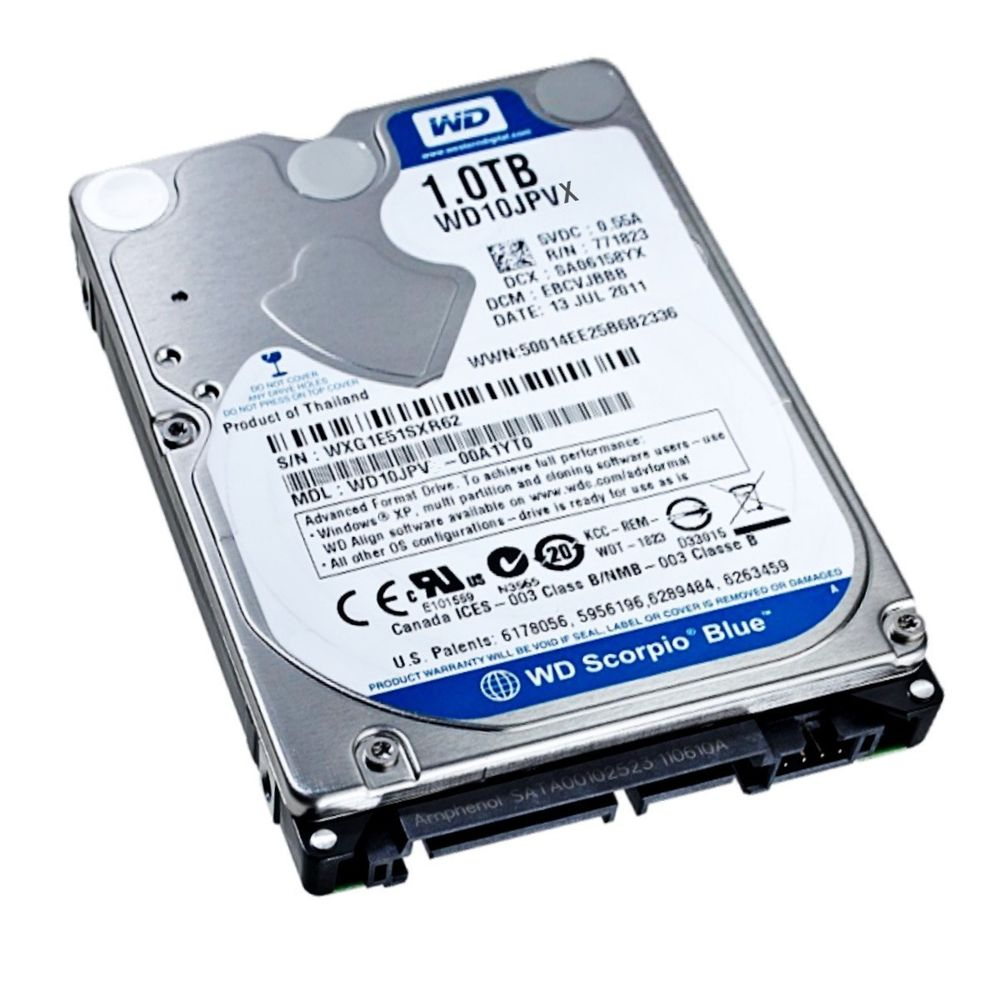 WD
www.westerndigital.com
1.0TB
WD10JPVX
5VDC : 0.55A
R/N : 771823
DCX : SA06158YX
DCM : EBCVJBBB
DATE: 13 JUL 2011
WWN:50014EE25B6B2336
DO NOT COVER
ANY DRIVE HOLES
DO NOT PRESS ON TOP COVER
Product of Thailand
S/N : WXG1E51SXR62
MDL : WD10JPV -00A1YT0
Advanced Format Drive. To achieve full performance:
· Windows® XP, multi partition and cloning software users - use
WD Align software available on www.wdc.com/advformat
· All other OS configurations - drive is ready for use as is
CE c RU us
E101559
N3565
20
KCC-REM-
WDT - 1823
D33015
Canada ICES - 003 Class B/NMB - 003 Classe B
U.S. Patents: 6178056, 5956196,6289484, 6263459
PRODUCT WARRANTY WILL BE VOID IF SEAL, LABEL OR COVER IS REMOVED OR DAMAGED
A
WD Scorpio® Blue™
Amphenol SATA00102523 110610A